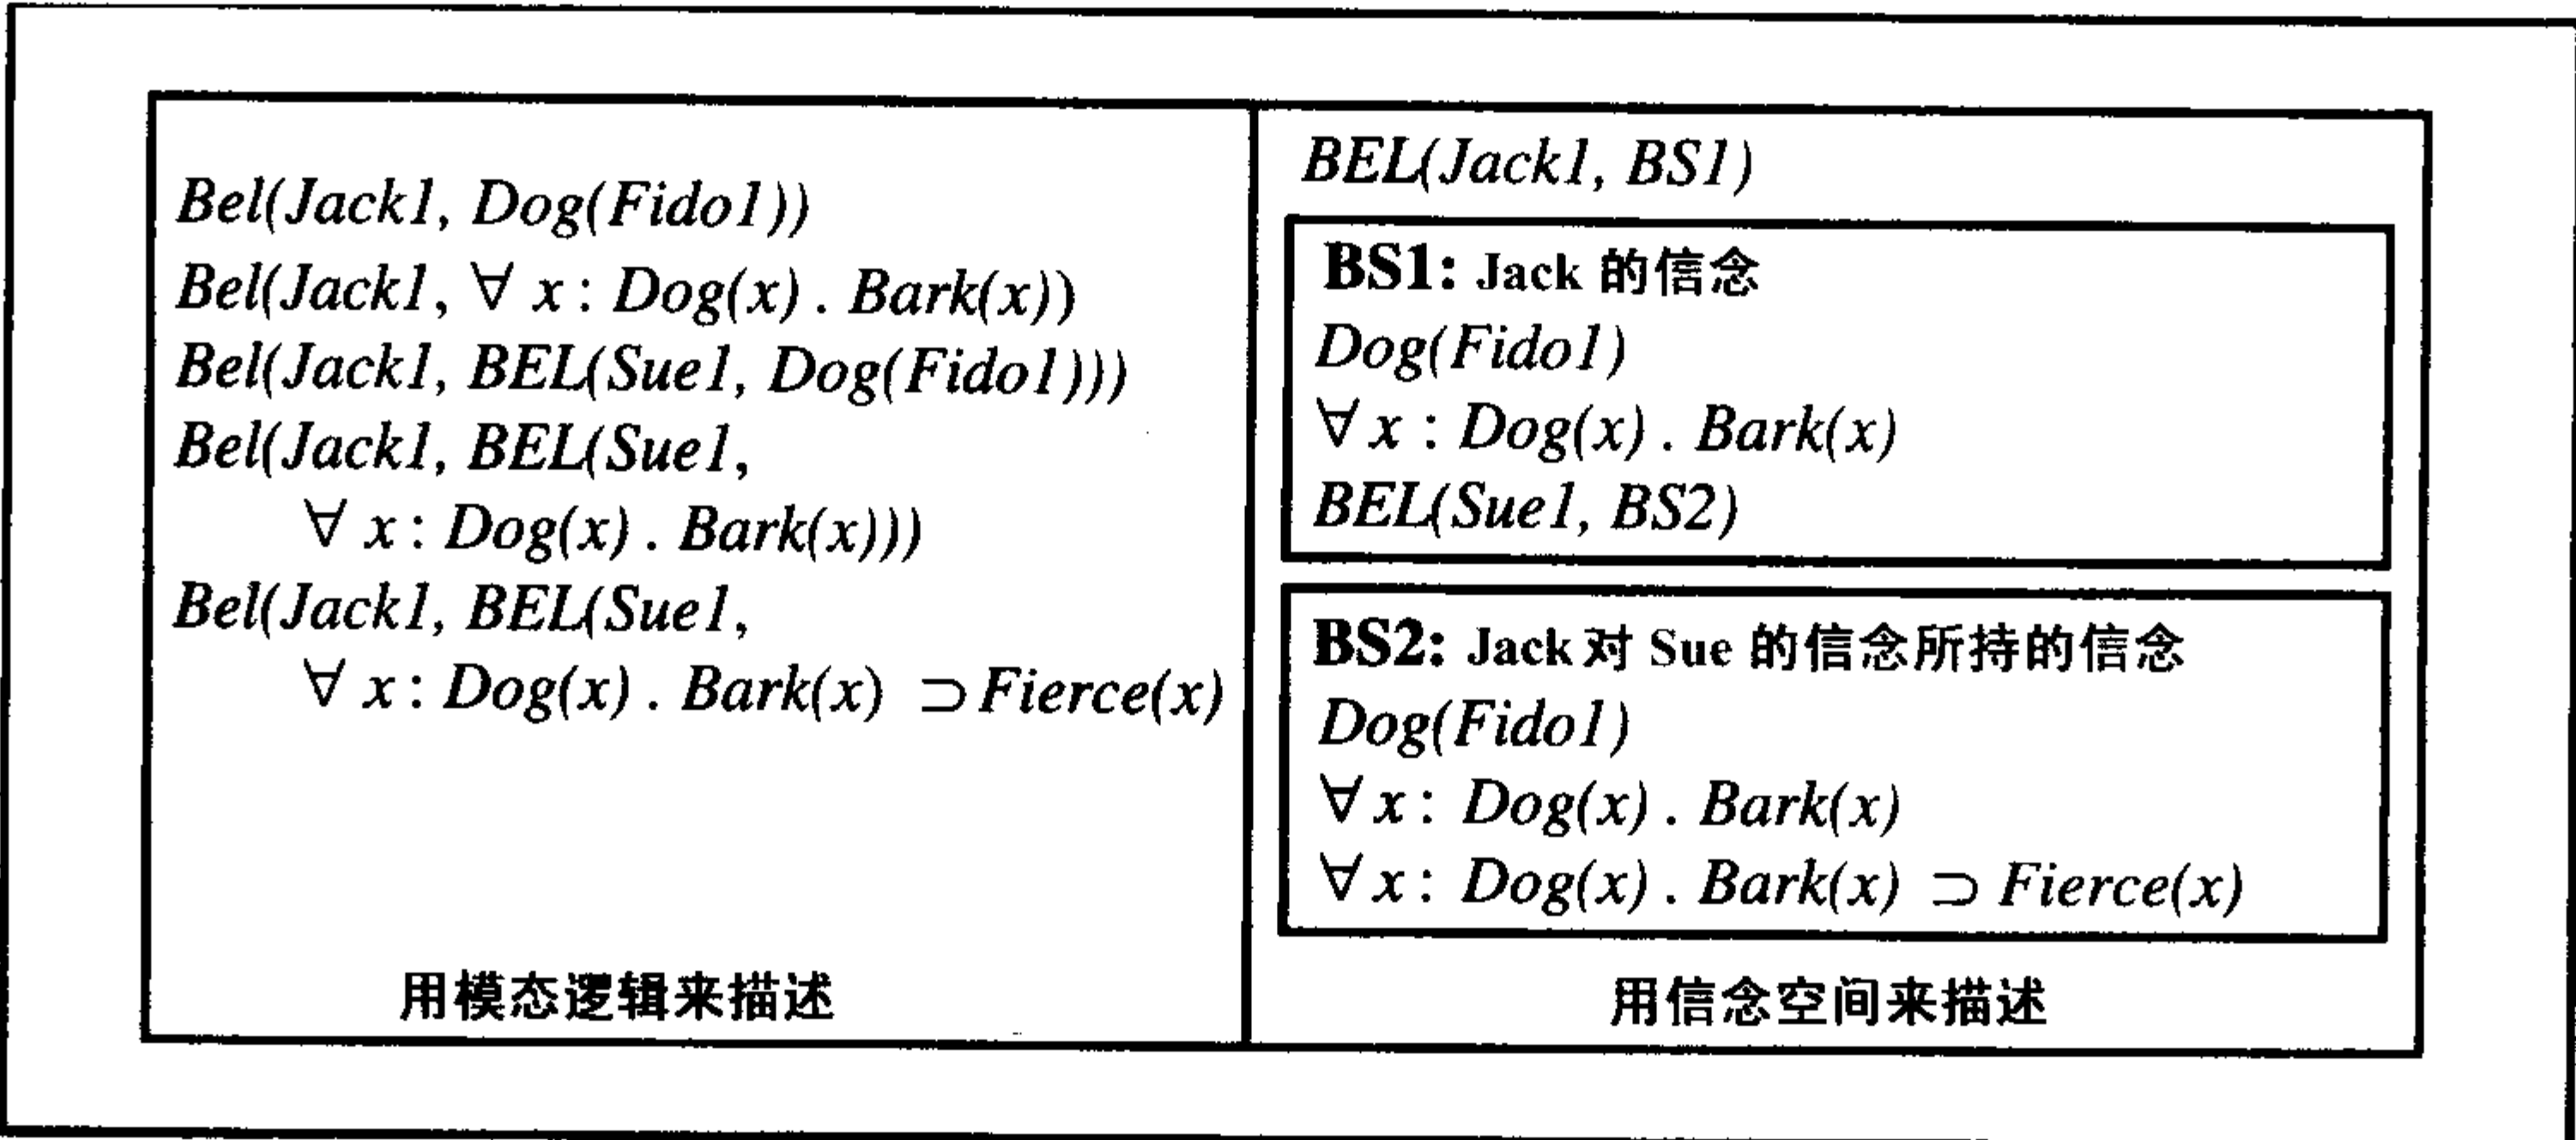 Bel(Jack1, Dog(Fido1))
Bel(Jack1, ∀ x : Dog(x) . Bark(x))
Bel(Jack1, BEL(Sue1, Dog(Fido1)))
Bel(Jack1, BEL(Sue1,
∀ x : Dog(x) . Bark(x)))
Bel(Jack1, BEL(Sue1,
∀ x : Dog(x) . Bark(x) ⊃ Fierce(x)
用模态逻辑来描述
BEL(Jack1, BS1)
BS1: Jack 的信念
Dog(Fido1)
∀ x : Dog(x) . Bark(x)
BEL(Sue1, BS2)
BS2: Jack 对 Sue 的信念所持的信念
Dog(Fido1)
∀ x : Dog(x) . Bark(x)
∀ x : Dog(x) . Bark(x) ⊃ Fierce(x)
用信念空间来描述